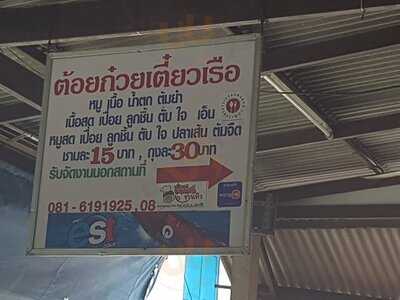 ต้อยก๋วยเตี๋ยวเรือ
หมู เนื้อ น้ำตก ต้มยำ
เนื้อสด เปื่อย ลูกชิ้น ตับ ใจ เอ็น
หมูสด เปื่อย ลูกชิ้น ตับ ใจ ปลาเส้น ต้มจืด
ชามละ 15 บาท , ถุงละ 30 บาท
รับจัดงานนอกสถานที่
081-6191925, 08
est